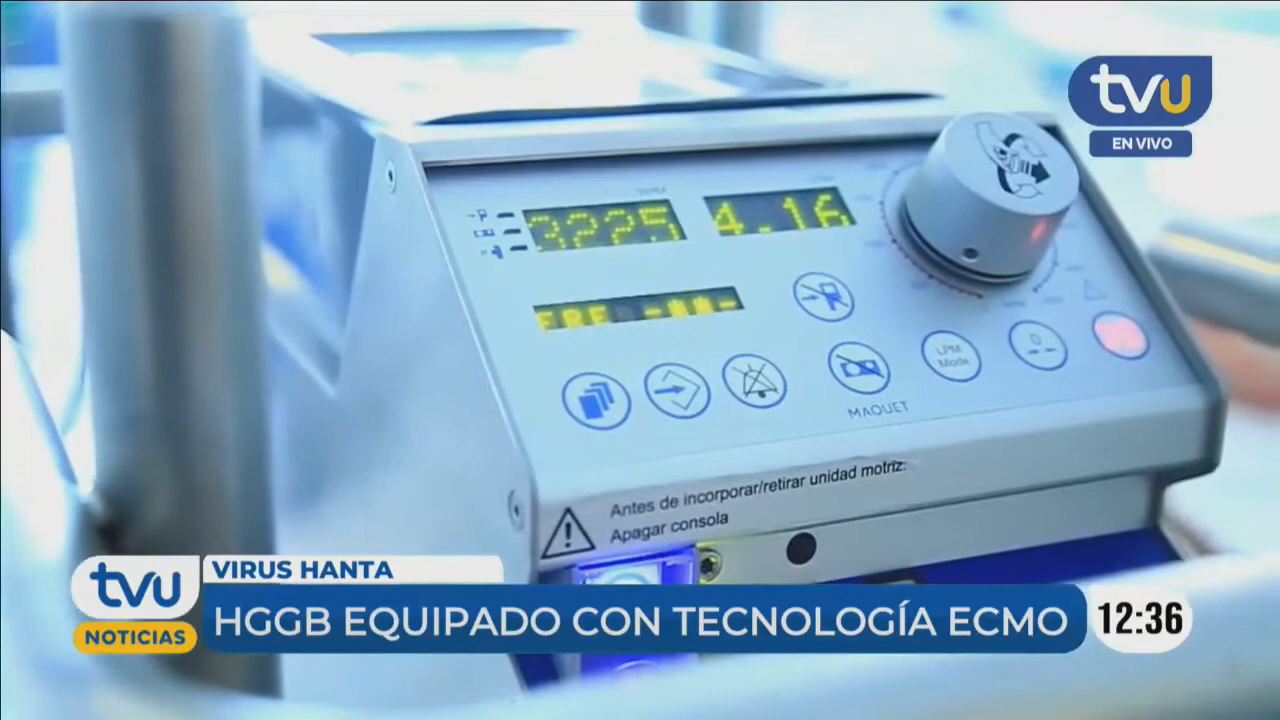 tvu
EN VIVO
3225
4.16
LPM
Mode
MAQUET
Antes de incorporar/retirar unidad motriz:
Apagar consola
tvu
NOTICIAS
VIRUS HANTA
HGGB EQUIPADO CON TECNOLOGÍA ECMO
12:36